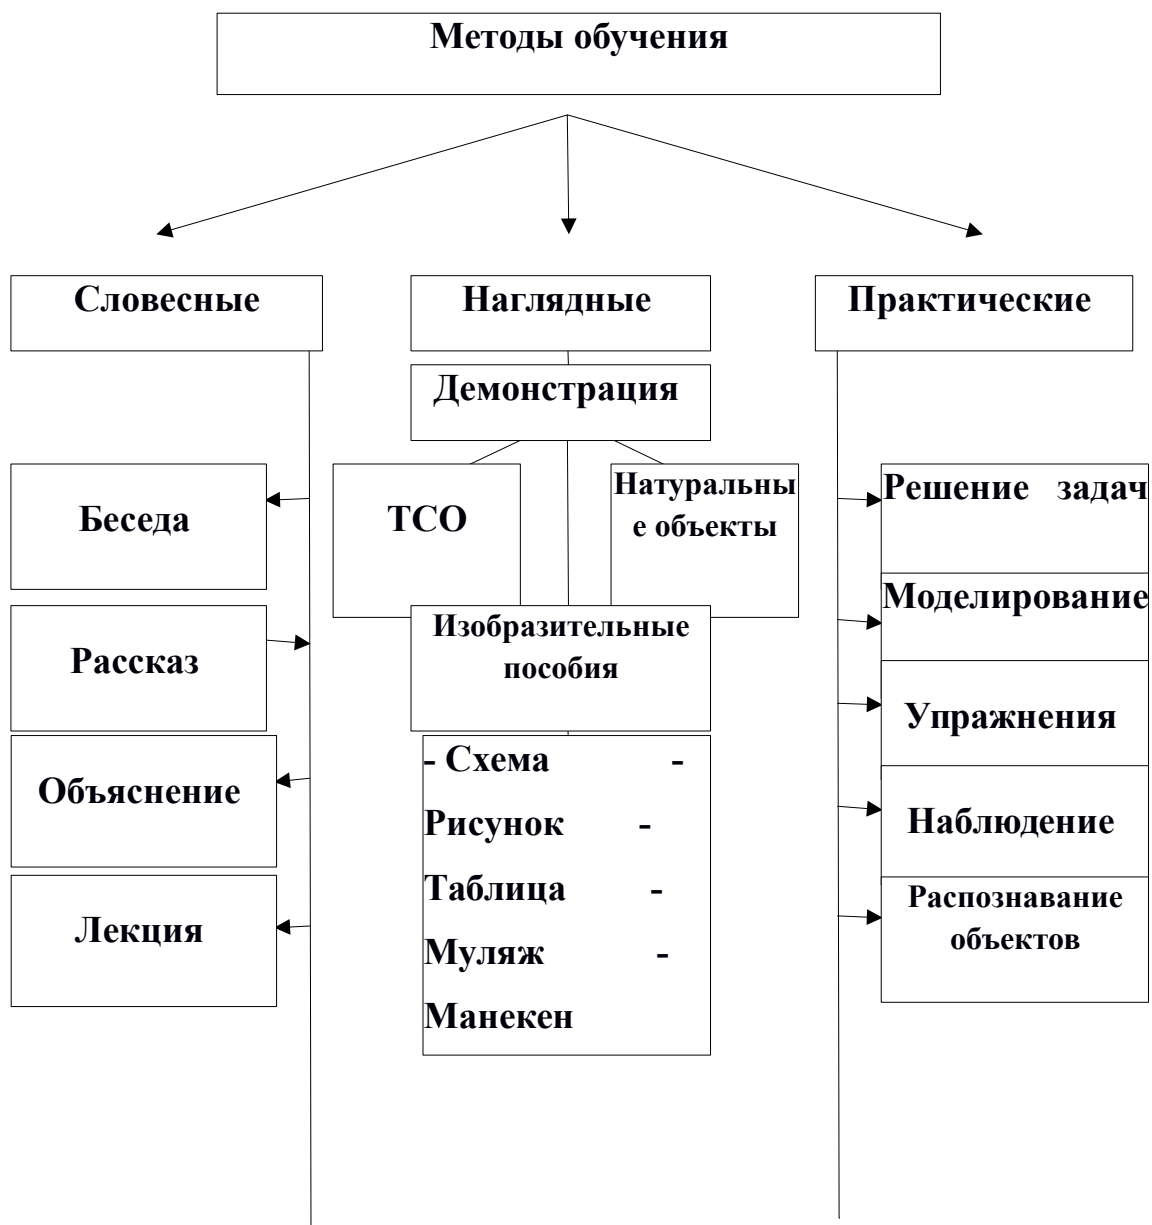 Методы обучения
Словесные
Наглядные
Практические
Демонстрация
Беседа
ТСО
Натуральны
е объекты
Решение задач
Рассказ
Изобразительные
пособия
Моделирование
Объяснение
- Схема -
Рисунок -
Таблица -
Муляж -
Манекен
Упражнения
Лекция
Наблюдение
Распознавание
объектов